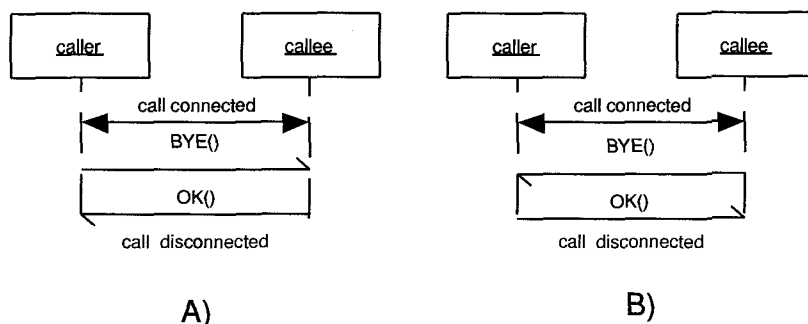 caller
callee
call connected
BYE()
OK()
call disconnected
A)
caller
callee
call connected
BYE()
OK()
call disconnected
B)